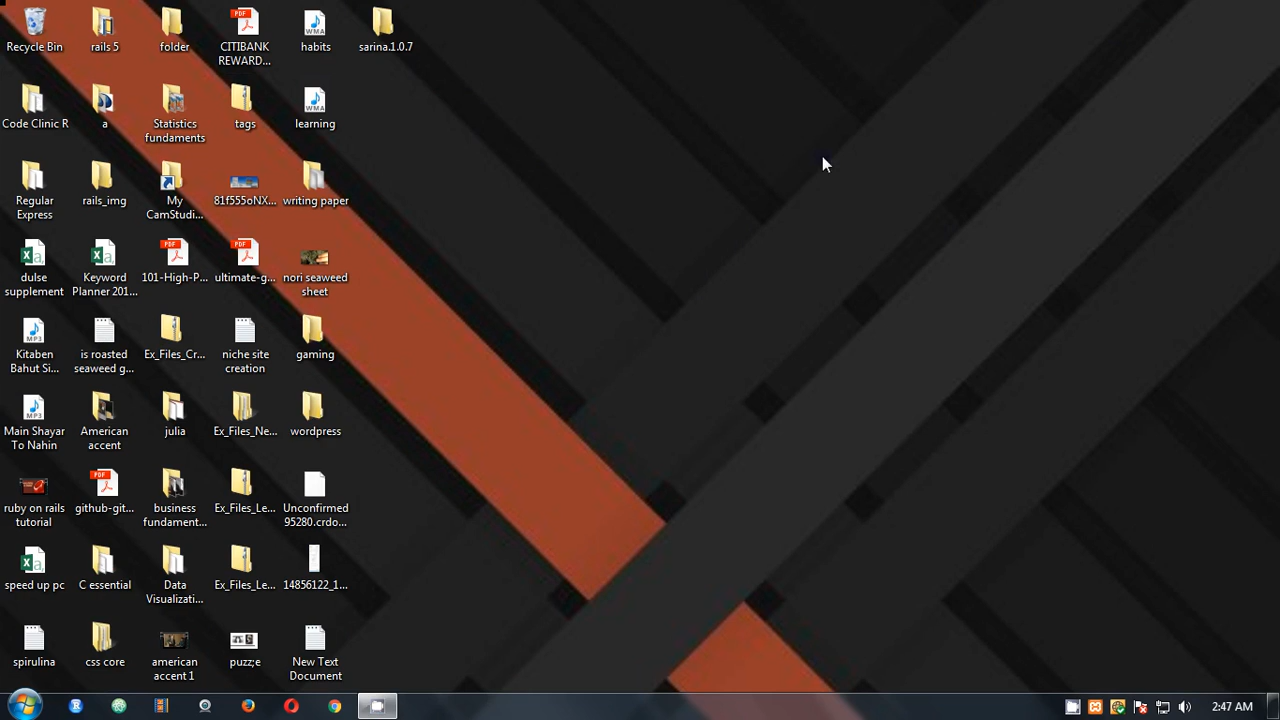 Recycle Bin
rails 5
folder
CITIBANK
REWARD...
habits
sarina.1.0.7
Code Clinic R
a
Statistics
fundaments
tags
learning
Regular
Express
rails_img
My
CamStudi...
81f555oNX...
writing paper
dulse
supplement
Keyword
Planner 201...
101-High-P...
ultimate-g...
nori seaweed
sheet
Kitaben
Bahut Si...
is roasted
seaweed g...
Ex_Files_Cr...
niche site
creation
gaming
Main Shayar
To Nahin
American
accent
julia
Ex_Files_Ne...
wordpress
ruby on rails
tutorial
github-git...
business
fundament...
Ex_Files_Le...
Unconfirmed
95280.crdo...
speed up pc
C essential
Data
Visualizati...
Ex_Files_Le...
14856122_1...
spirulina
css core
american
accent 1
puzz;e
New Text
Document
2:47 AM